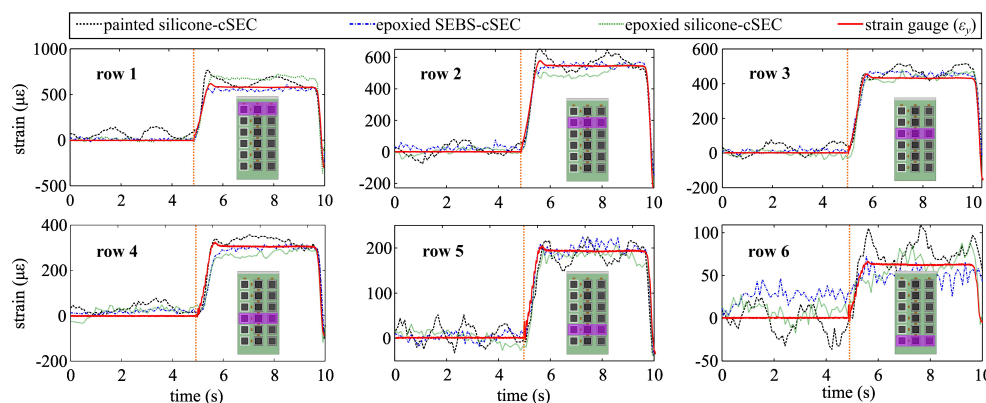 painted silicone-cSEC epoxied SEBS-cSEC epoxied silicone-cSEC strain gauge (εy)
1000
500
0
-500
strain (με)
row 1
0 2 4 6 8 10
600
400
200
0
-200
row 2
0 2 4 6 8 10
600
400
200
0
-200
row 3
0 2 4 6 8 10
400
200
0
-200
strain (με)
row 4
0 2 4 6 8 10
time (s)
200
100
0
row 5
0 2 4 6 8 10
time (s)
100
50
0
-50
row 6
0 2 4 6 8 10
time (s)